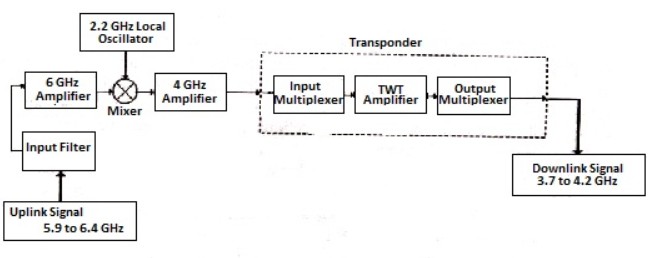 2.2 GHz Local
Oscillator
Transponder
6 GHz
Amplifier
Mixer
4 GHz
Amplifier
Input
Multiplexer
TWT
Amplifier
Output
Multiplexer
Input Filter
Uplink Signal
5.9 to 6.4 GHz
Downlink Signal
3.7 to 4.2 GHz